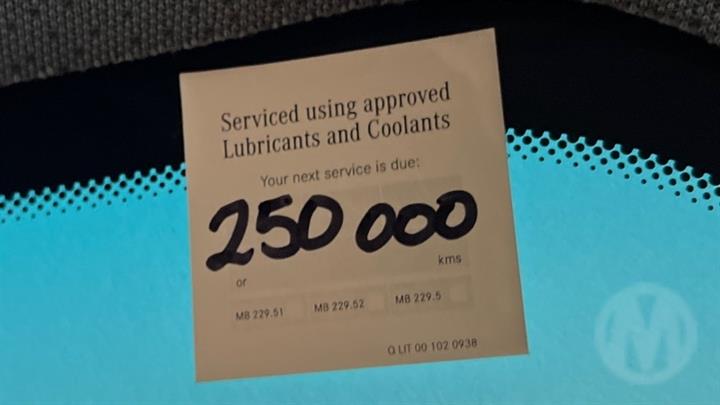 Serviced using approved
Lubricants and Coolants
Your next service is due:
250 000
or kms
MB 229.51 MB 229.52 MB 229.5
Q LIT 00 102 0938
M